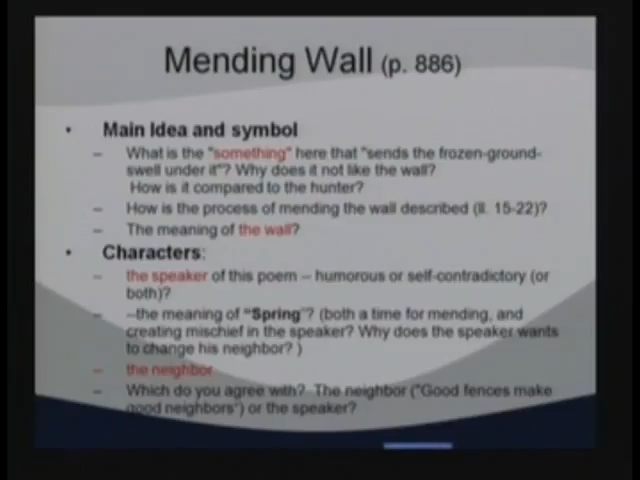 Mending Wall (p. 886)
• Main Idea and symbol
– What is the "something" here that "sends the frozen-ground-
swell under it"? Why does it not like the wall?
How is it compared to the hunter?
– How is the process of mending the wall described (ll. 15-22)?
– The meaning of the wall?
• Characters:
– the speaker of this poem – humorous or self-contradictory (or
both)?
– --the meaning of "Spring"? (both a time for mending, and
creating mischief in the speaker? Why does the speaker wants
to change his neighbor? )
– the neighbor
– Which do you agree with? The neighbor ("Good fences make
good neighbors") or the speaker?